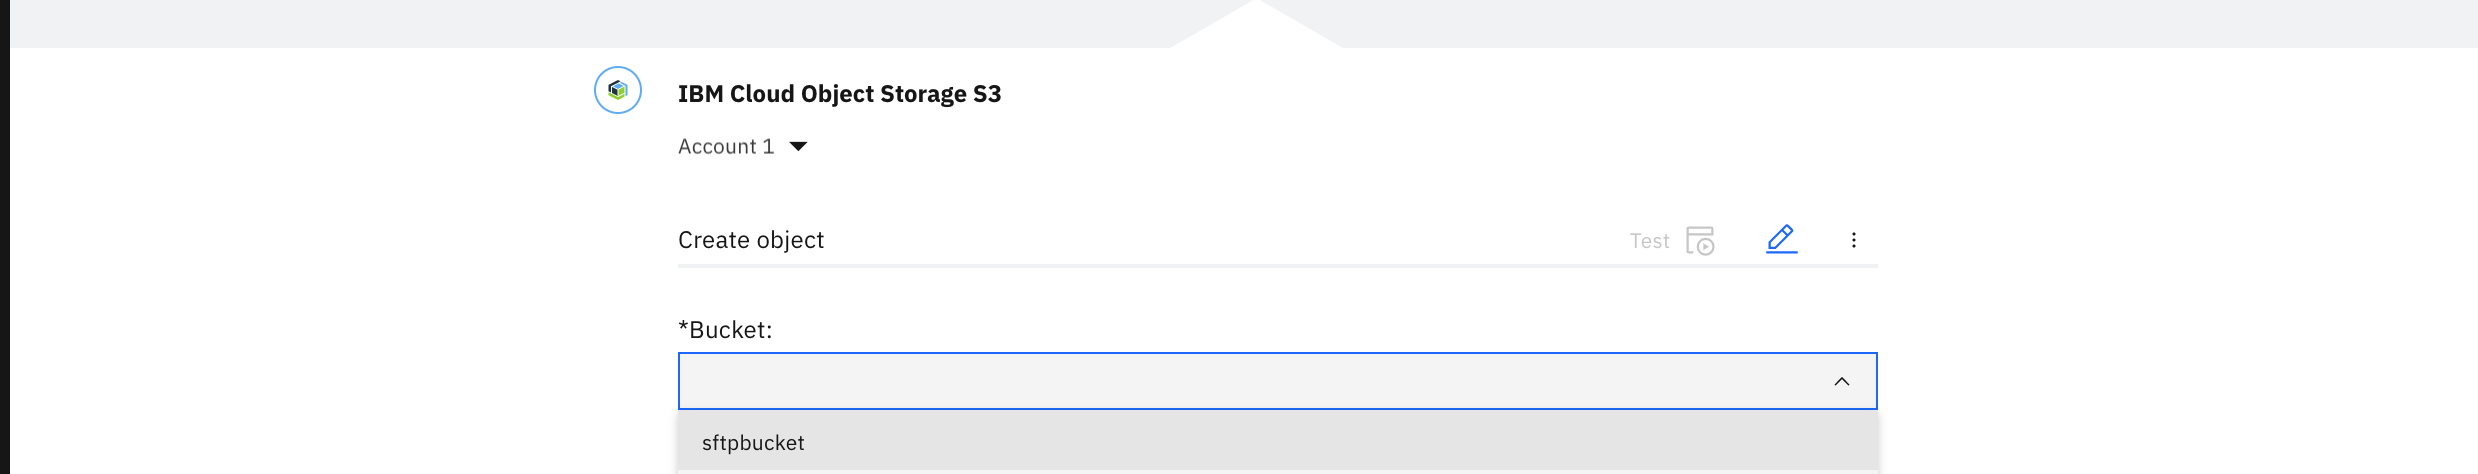 IBM Cloud Object Storage S3
Account 1
Create object
Test
*Bucket:
sftpbucket